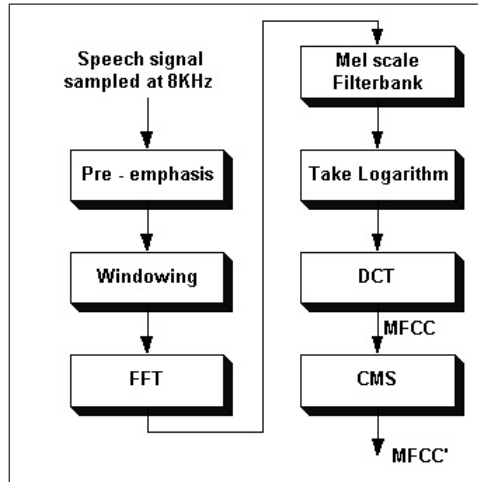 Speech signal
sampled at 8KHz
Pre - emphasis
Windowing
FFT
Mel scale
Filterbank
Take Logarithm
DCT
MFCC
CMS
MFCC'